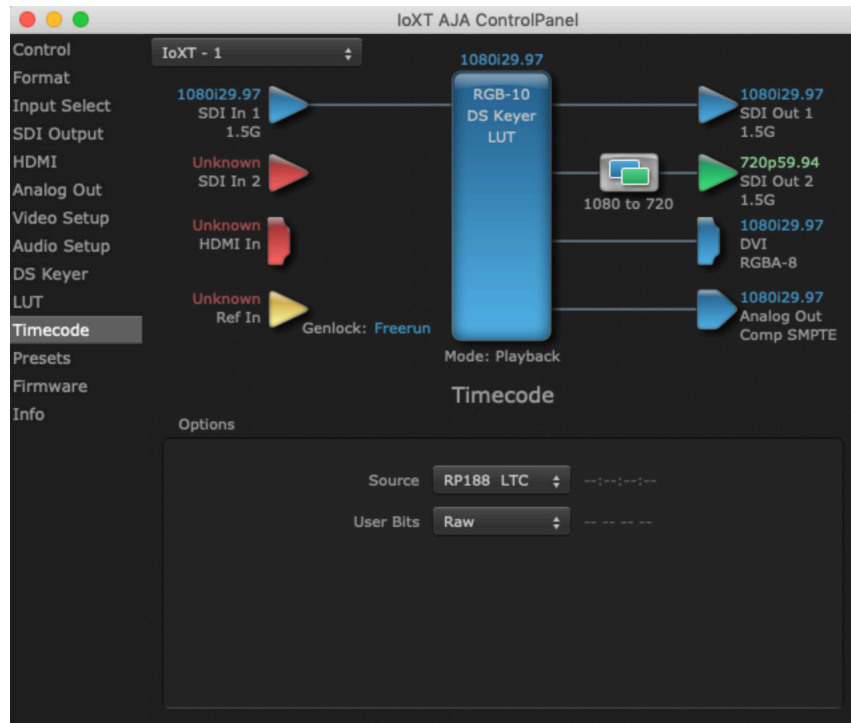 IoXT AJA ControlPanel
Control
Format
Input Select
SDI Output
HDMI
Analog Out
Video Setup
Audio Setup
DS Keyer
LUT
Timecode
Presets
Firmware
Info
IoXT - 1
1080i29.97
1080i29.97
SDI In 1
1.5G
Unknown
SDI In 2
Unknown
HDMI In
Unknown
Ref In
Genlock: Freerun
RGB-10
DS Keyer
LUT
Mode: Playback
1080 to 720
1080i29.97
SDI Out 1
1.5G
720p59.94
SDI Out 2
1.5G
1080i29.97
DVI
RGBA-8
1080i29.97
Analog Out
Comp SMPTE
Timecode
Options
Source RP188 LTC --:--:--:--
User Bits Raw -- -- -- --